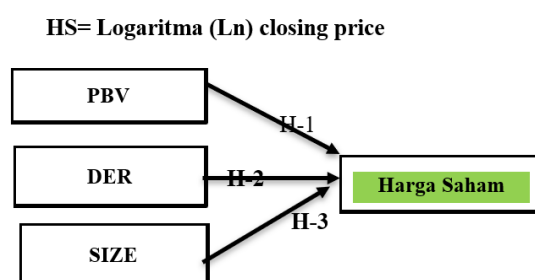 HS= Logaritma (Ln) closing price
PBV
H-1
DER
H-2
Harga Saham
H-3
SIZE